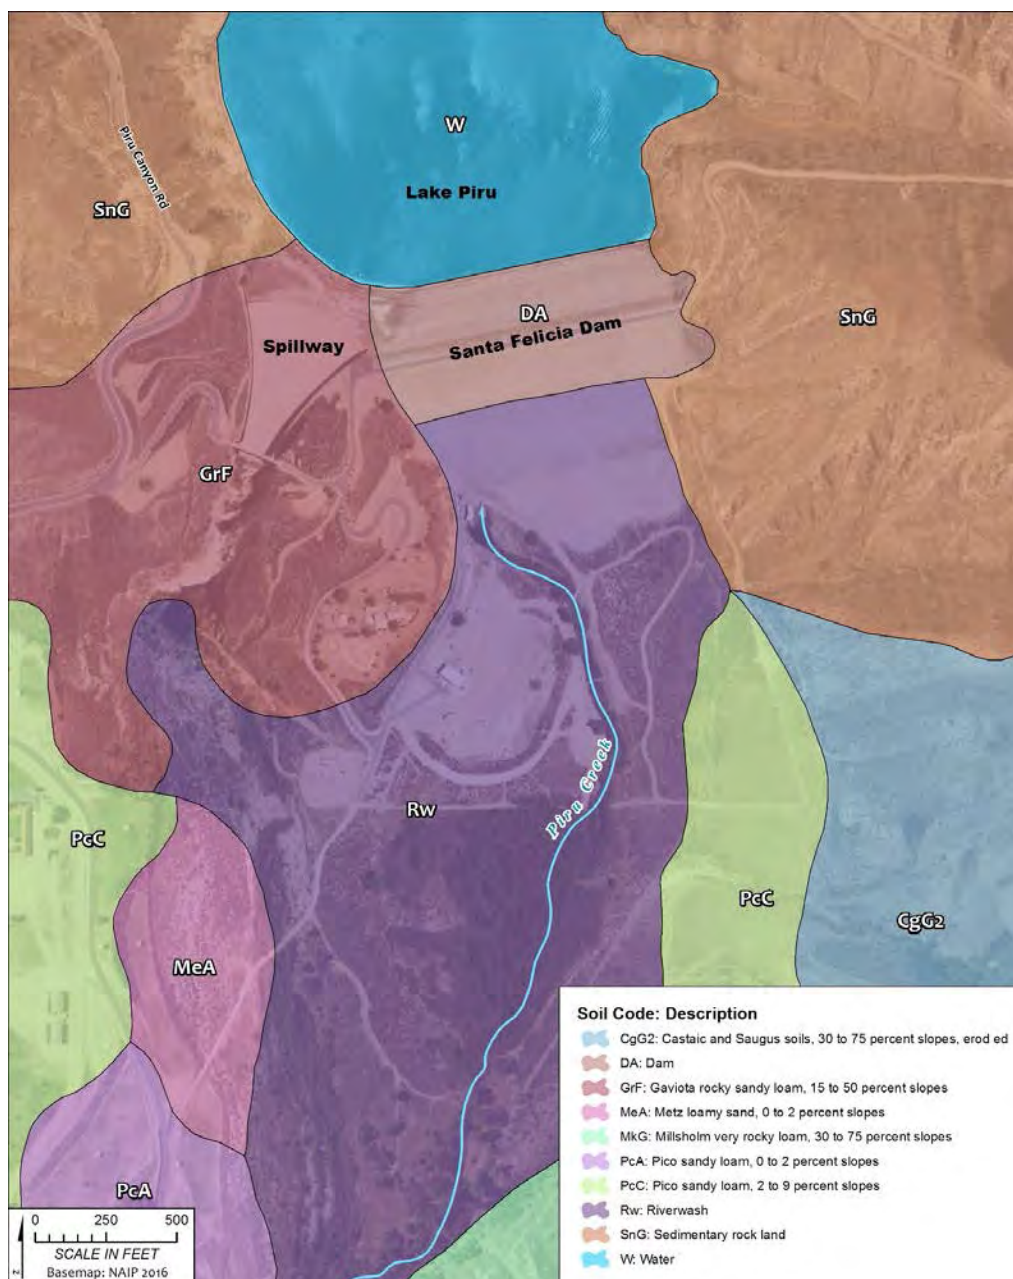 W
Lake Piru
Piru Canyon Rd
SnG
DA
Santa Felicia Dam
SnG
Spillway
GrF
Piru Creek
Rw
PcC
PcC
CgG2
MeA
PcA
Soil Code: Description
CgG2: Castaic and Saugus soils, 30 to 75 percent slopes, erod ed
DA: Dam
GrF: Gaviota rocky sandy loam, 15 to 50 percent slopes
MeA: Metz loamy sand, 0 to 2 percent slopes
MkG: Millsholm very rocky loam, 30 to 75 percent slopes
PcA: Pico sandy loam, 0 to 2 percent slopes
PcC: Pico sandy loam, 2 to 9 percent slopes
Rw: Riverwash
SnG: Sedimentary rock land
W: Water
0 250 500
SCALE IN FEET
Basemap: NAIP 2016
N